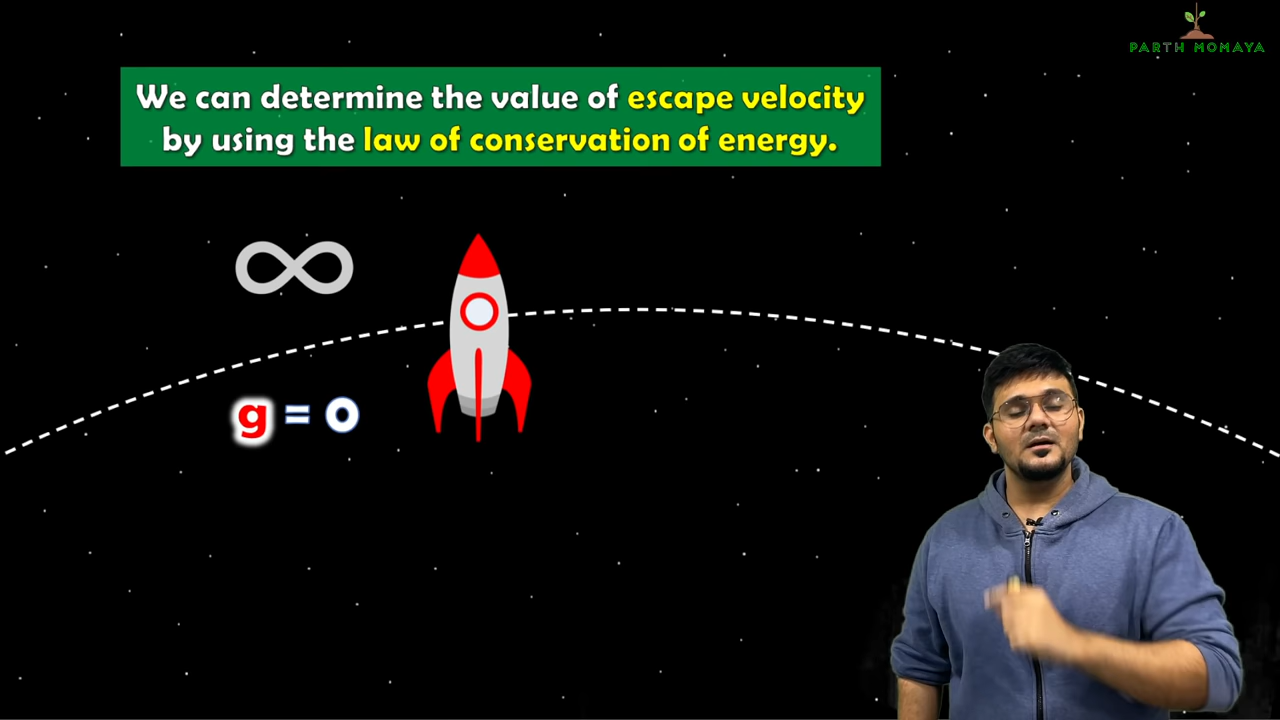 PARTH MOMAYA
We can determine the value of escape velocity
by using the law of conservation of energy.
∞
g = 0